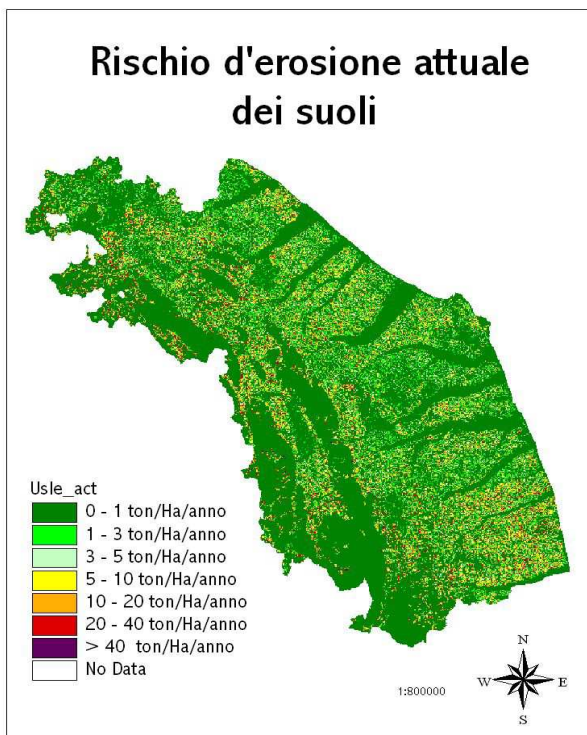 Rischio d'erosione attuale
dei suoli
Usle_act
0 - 1 ton/Ha/anno
1 - 3 ton/Ha/anno
3 - 5 ton/Ha/anno
5 - 10 ton/Ha/anno
10 - 20 ton/Ha/anno
20 - 40 ton/Ha/anno
> 40 ton/Ha/anno
No Data
1:800000
N
W E
S